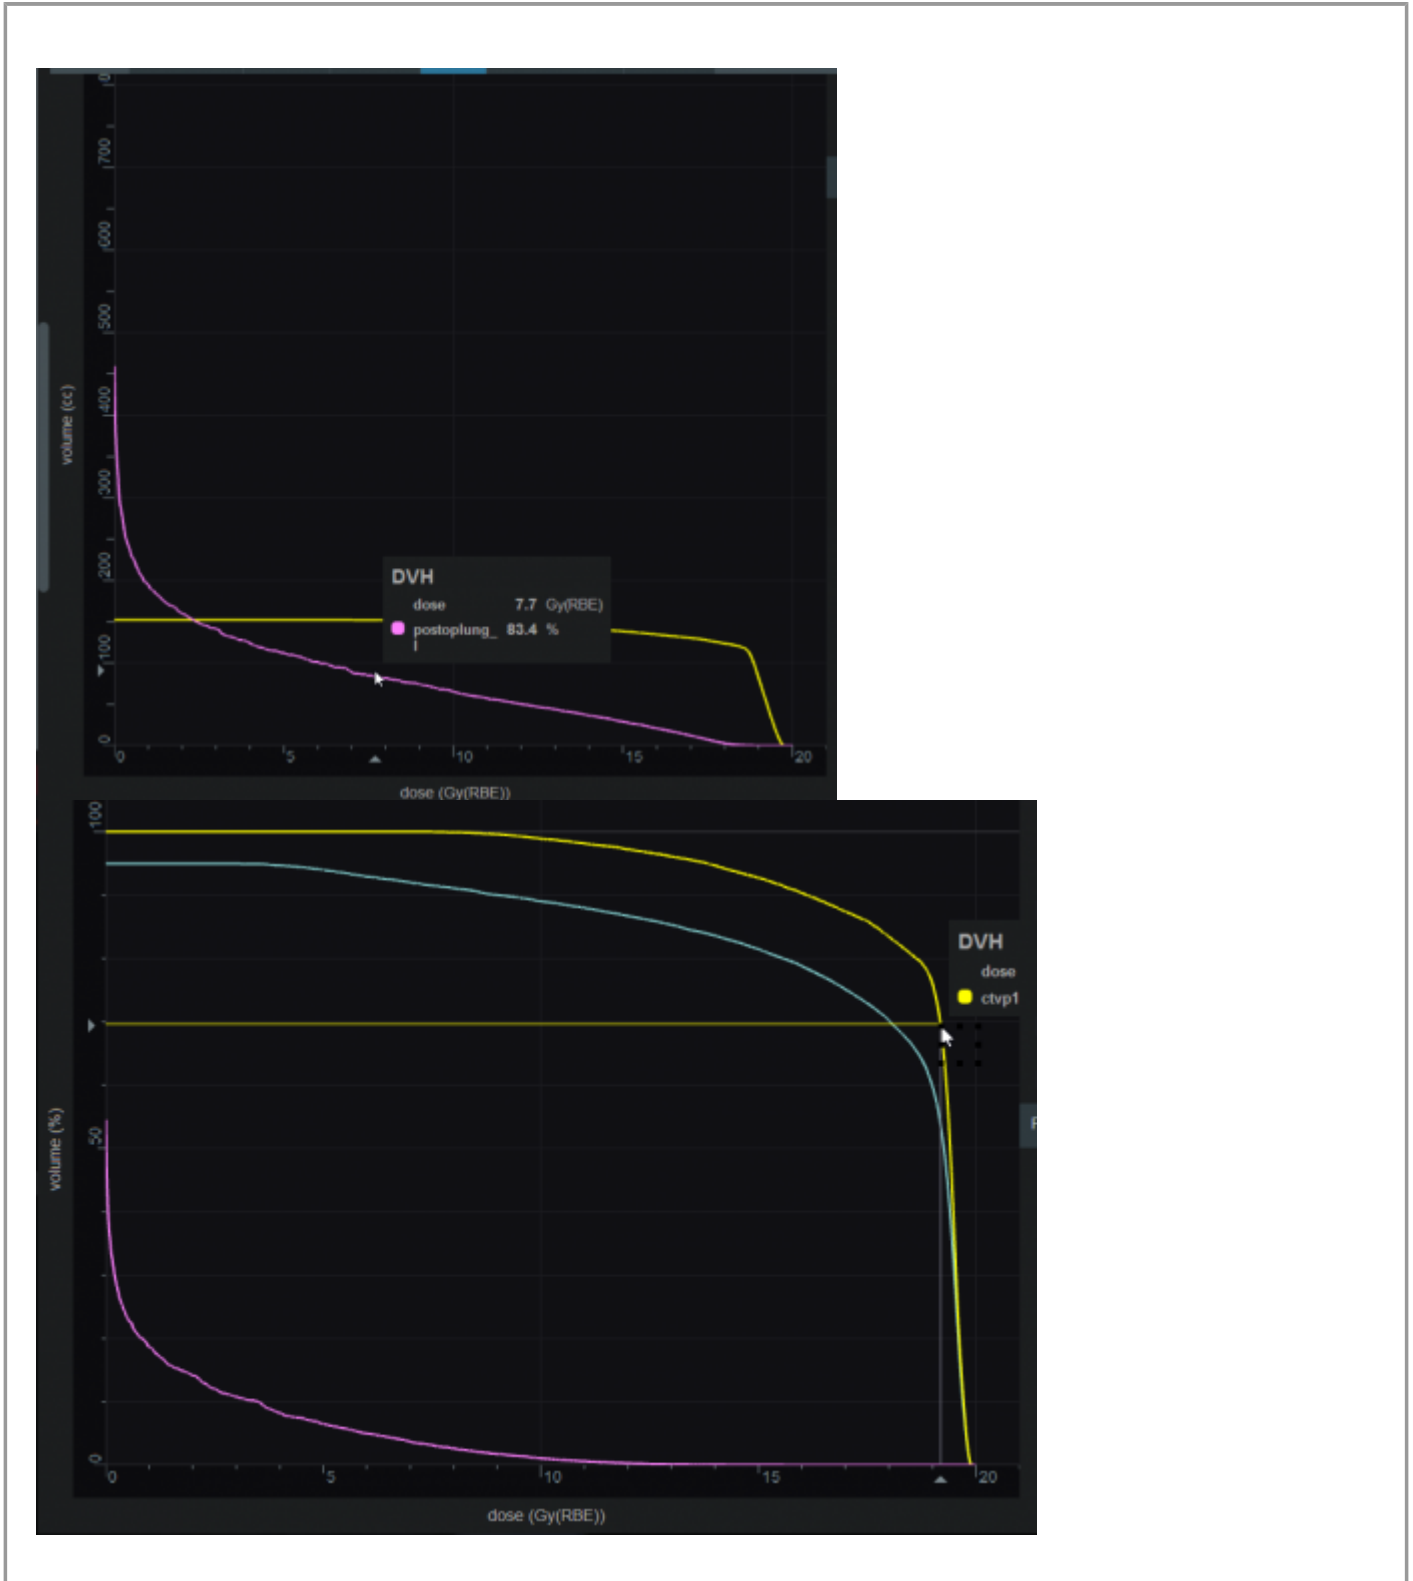 700
600
500
400
300
200
100
0
volume (cc)
DVH
dose 7.7 Gy(RBE)
postoplung_ 83.4 %
l
0 5 10 15 20
dose (Gy(RBE))
100
50
0
volume (%)
DVH
dose
ctvp1
0 5 10 15 20
dose (Gy(RBE))